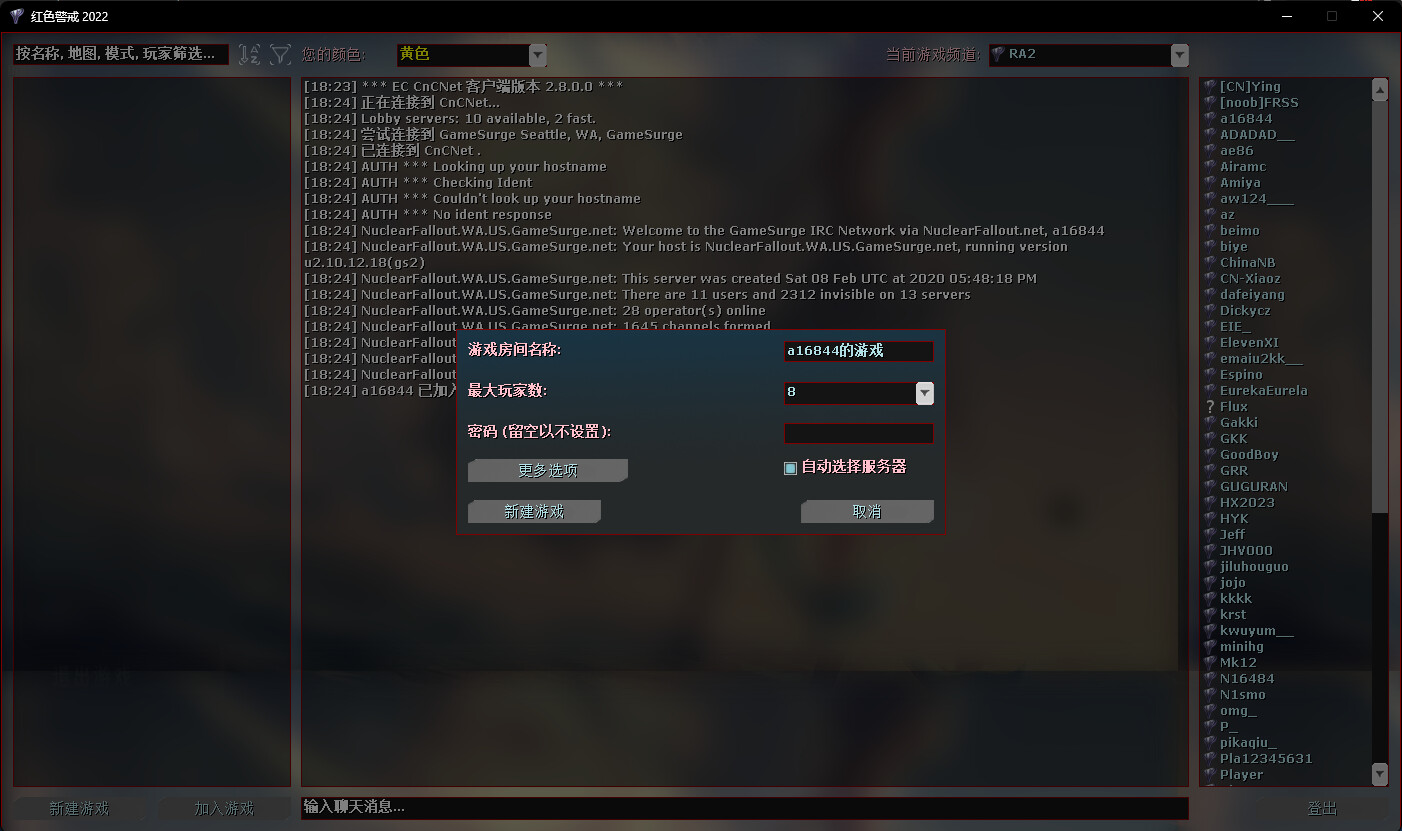 红色警戒 2022
按名称, 地图, 模式, 玩家筛选...
您的颜色:
黄色
当前游戏频道:
RA2
[18:23] *** EC CnCNet 客户端版本 2.8.0.0 ***
[18:24] 正在连接到 CnCNet...
[18:24] Lobby servers: 10 available, 2 fast.
[18:24] 尝试连接到 GameSurge Seattle, WA, GameSurge
[18:24] 已连接到 CnCNet .
[18:24] AUTH *** Looking up your hostname
[18:24] AUTH *** Checking Ident
[18:24] AUTH *** Couldn't look up your hostname
[18:24] AUTH *** No ident response
[18:24] NuclearFallout.WA.US.GameSurge.net: Welcome to the GameSurge IRC Network via NuclearFallout.net, a16844
[18:24] NuclearFallout.WA.US.GameSurge.net: Your host is NuclearFallout.WA.US.GameSurge.net, running version
u2.10.12.18(gs2)
[18:24] NuclearFallout.WA.US.GameSurge.net: This server was created Sat 08 Feb UTC at 2020 05:48:18 PM
[18:24] NuclearFallout.WA.US.GameSurge.net: There are 11 users and 2312 invisible on 13 servers
[18:24] NuclearFallout.WA.US.GameSurge.net: 28 operator(s) online
[18:24] NuclearFallout.WA.US.GameSurge.net: 1645 channels formed
[18:24] NuclearFallout
[18:24] NuclearFallout
[18:24] NuclearFallout
[18:24] a16844 已加入
游戏房间名称:
a16844的游戏
最大玩家数:
8
密码 (留空以不设置):
更多选项
自动选择服务器
新建游戏
取消
[CN]Ying
[noob]FRSS
a16844
ADADAD__
ae86
Airamc
Amiya
aw124___
az
beimo
biye
ChinaNB
CN-Xiaoz
dafeiyang
Dickycz
EIE_
ElevenXI
emaiu2kk__
Espino
EurekaEurela
? Flux
Gakki
GKK
GoodBoy
GRR
GUGURAN
HX2023
HYK
Jeff
JHV000
jiluhouguo
jojo
kkkk
krst
kwuyum__
minihg
Mk12
N16484
N1smo
omg_
P_
pikaqiu_
Pla12345631
Player
新建游戏
加入游戏
输入聊天消息...
登出